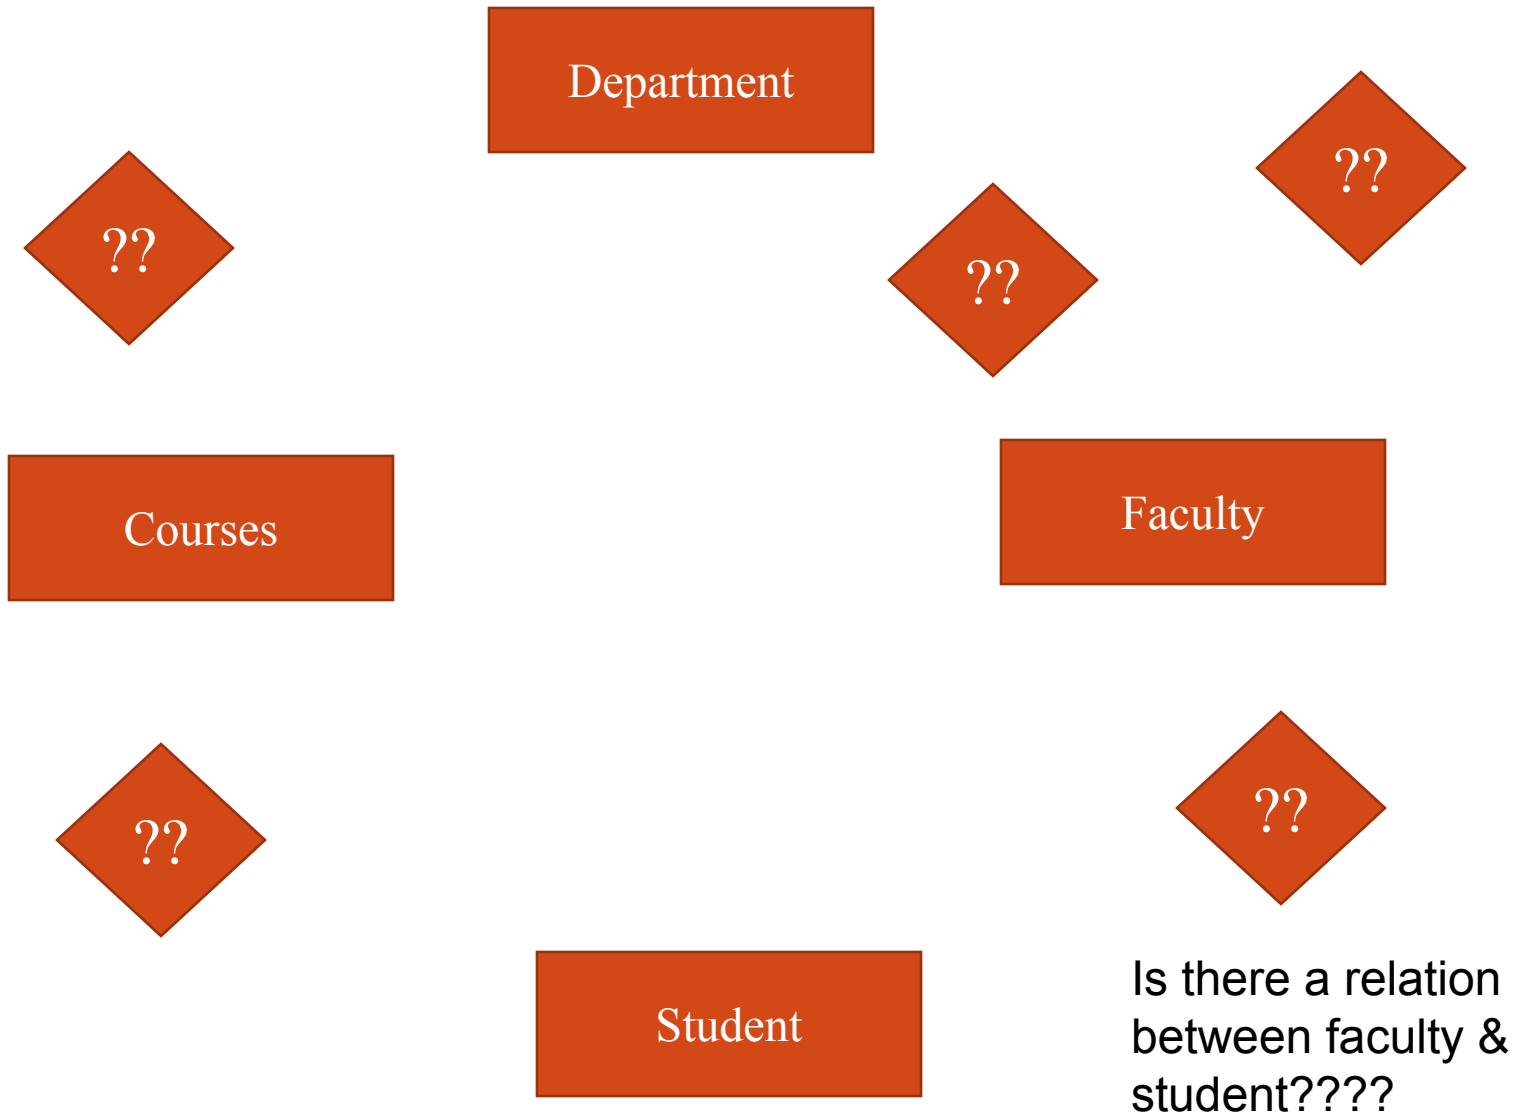 Department
??
??
??
Faculty
Courses
??
??
Student
Is there a relation
between faculty &
student????